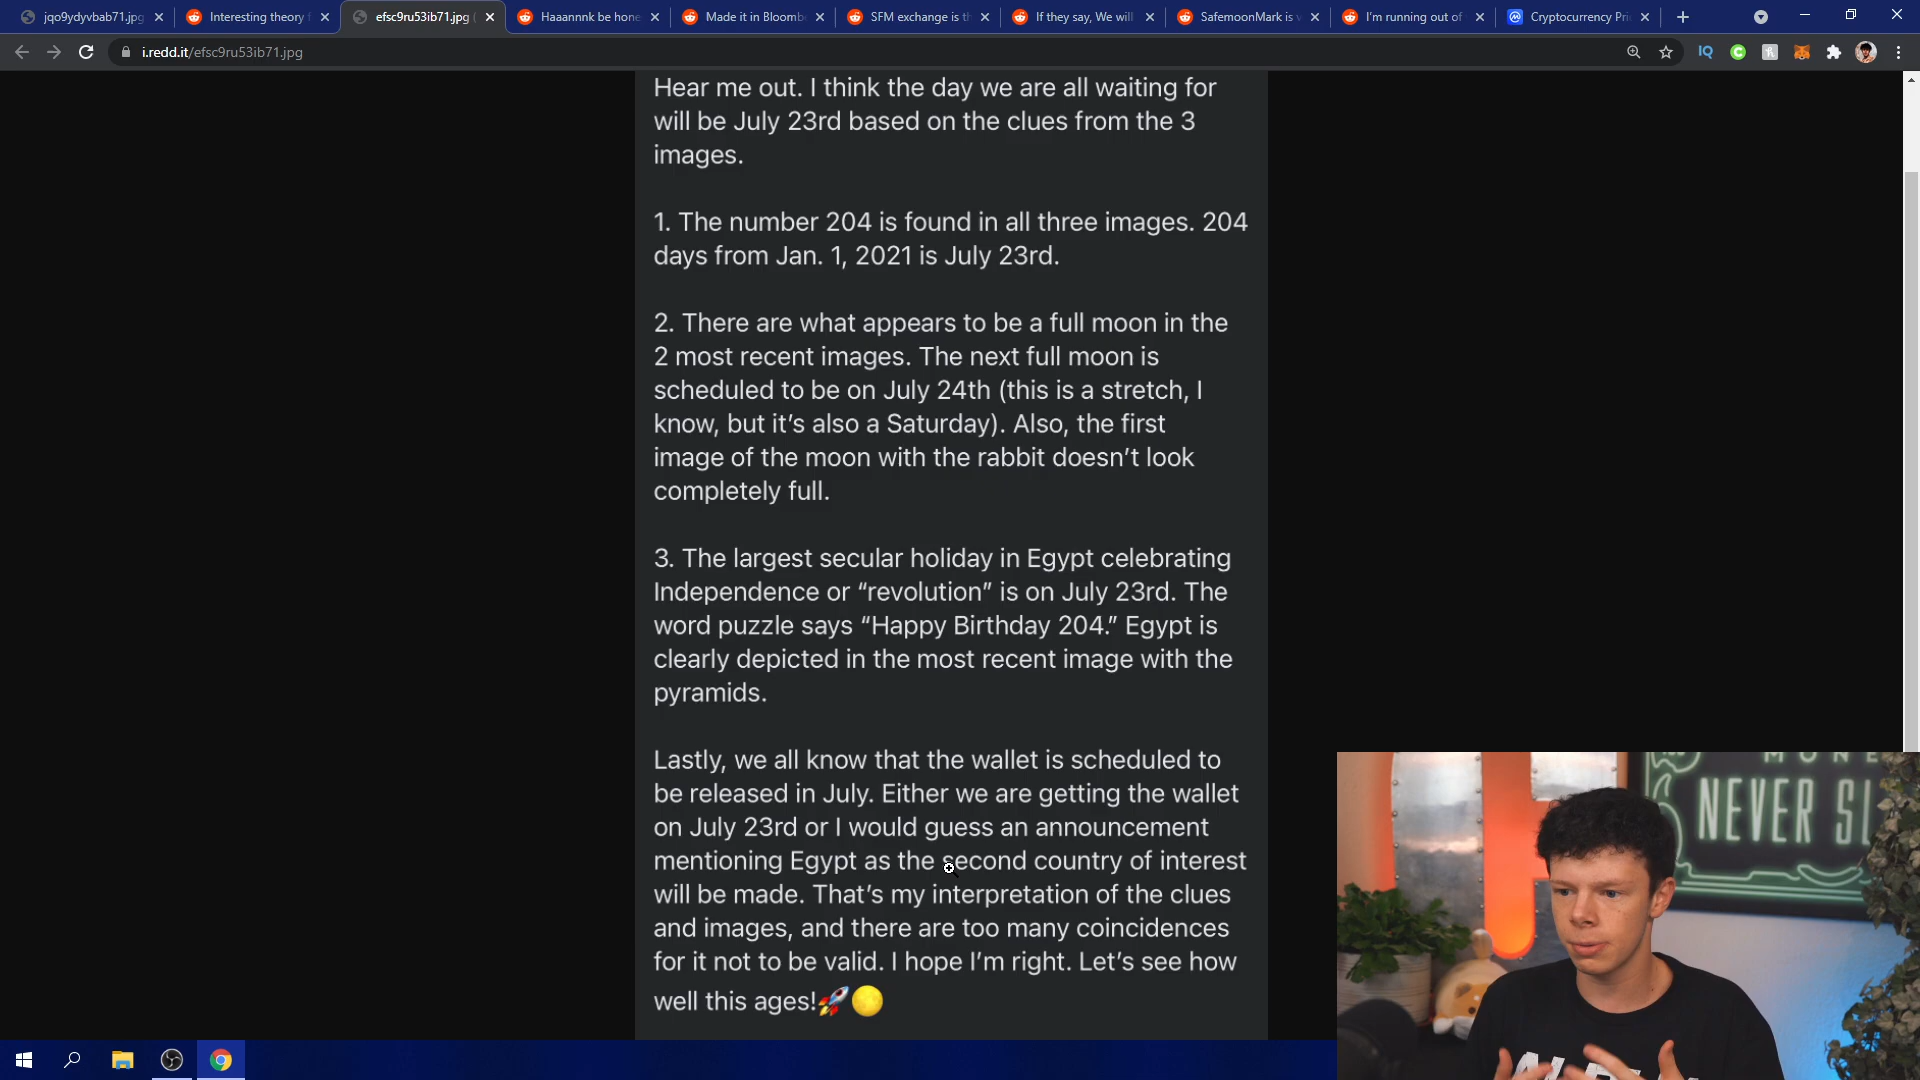 jqo9ydyvbab71.jpg
Interesting theory f
efsc9ru53ib71.jpg (
Haaannnk be hone
Made it in Bloomb
SFM exchange is th
If they say, We will
SafemoonMark is v
I'm running out of
Cryptocurrency Pri
i.redd.it/efsc9ru53ib71.jpg
IQ
Hear me out. I think the day we are all waiting for
will be July 23rd based on the clues from the 3
images.
1. The number 204 is found in all three images. 204
days from Jan. 1, 2021 is July 23rd.
2. There are what appears to be a full moon in the
2 most recent images. The next full moon is
scheduled to be on July 24th (this is a stretch, I
know, but it’s also a Saturday). Also, the first
image of the moon with the rabbit doesn’t look
completely full.
3. The largest secular holiday in Egypt celebrating
Independence or “revolution” is on July 23rd. The
word puzzle says “Happy Birthday 204.” Egypt is
clearly depicted in the most recent image with the
pyramids.
Lastly, we all know that the wallet is scheduled to
be released in July. Either we are getting the wallet
on July 23rd or I would guess an announcement
mentioning Egypt as the second country of interest
will be made. That’s my interpretation of the clues
and images, and there are too many coincidences
for it not to be valid. I hope I’m right. Let’s see how
well this ages!🚀🌕
MONE
NEVER SL